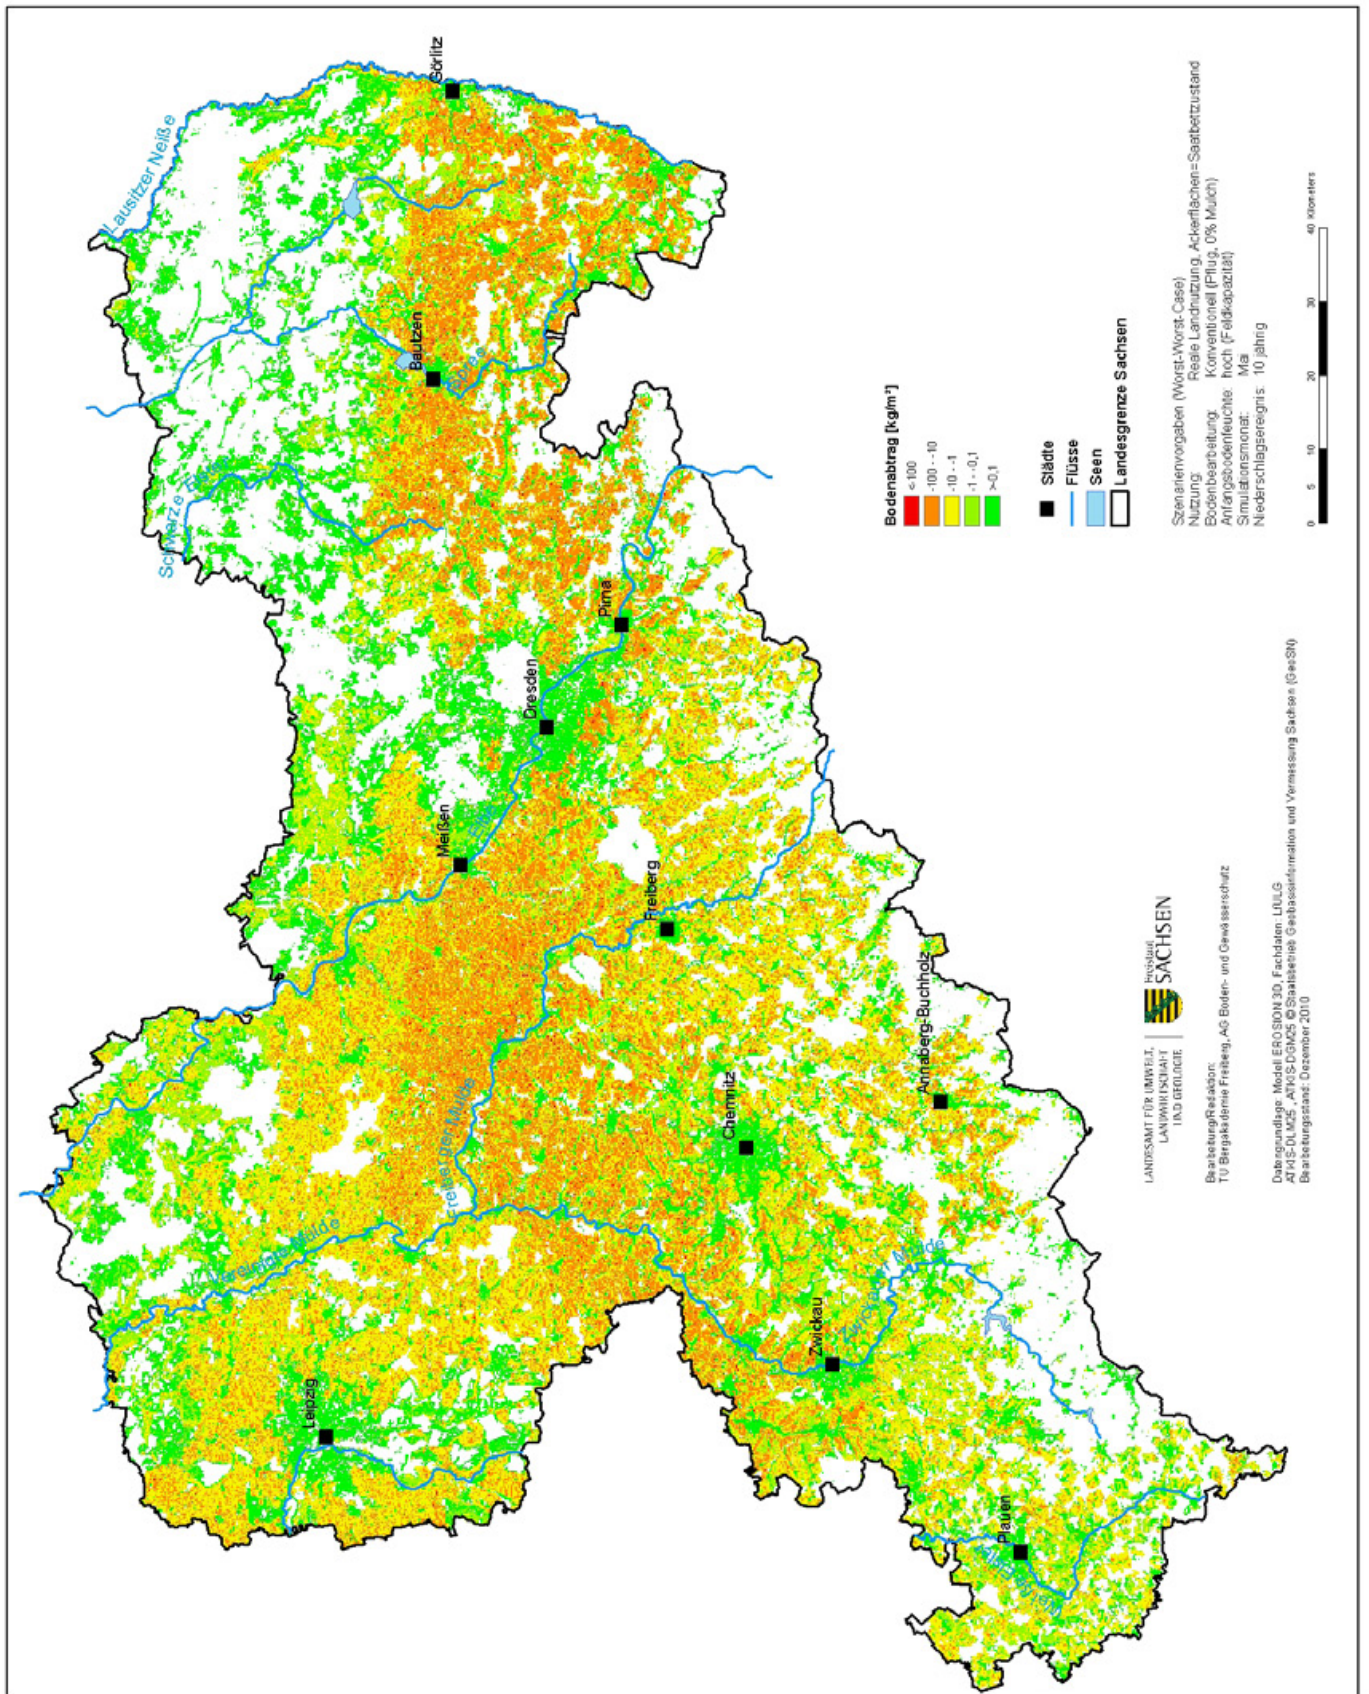 Lausitzer Neiße
Görlitz
Bautzen
Spree
Schwarze Elster
Pirna
Dresden
Meißen
Elbe
Freiberg
Freiberger Mulde
Annaberg-Buchholz
Chemnitz
Vereinigte Mulde
Zwickauer Mulde
Zwickau
Leipzig
Plauen
Weiße Elster
Bodenabtrag [kg/m²]
<-100
-100 - -10
-10 - -1
-1 - -0,1
>-0,1
Städte
Flüsse
Seen
Landesgrenze Sachsen
Szenarienvorgaben (Worst-Worst-Case)
Nutzung: Reale Landnutzung, Ackerflächen=Saatbettzustand
Bodenbearbeitung: Konventionell (Pflug, 0% Mulch)
Anfangsbodenfeuchte: hoch (Feldkapazität)
Simulationsmonat: Mai
Niederschlagsereignis: 10 jährig
0 5 10 20 30 40 Kilometers
LANDESAMT FÜR UMWELT,
LANDWIRTSCHAFT
UND GEOLOGIE
Freistaat
SACHSEN
Bearbeitung/Redaktion:
TU Bergakademie Freiberg, AG Boden- und Gewässerschutz
Datengrundlage: Modell EROSION 3D, Fachdaten: LfULG
ATKIS-DLM25, ATKIS-DGM25 © Staatsbetrieb Geobasisinformation und Vermessung Sachsen (GeoSN)
Bearbeitungsstand: Dezember 2010